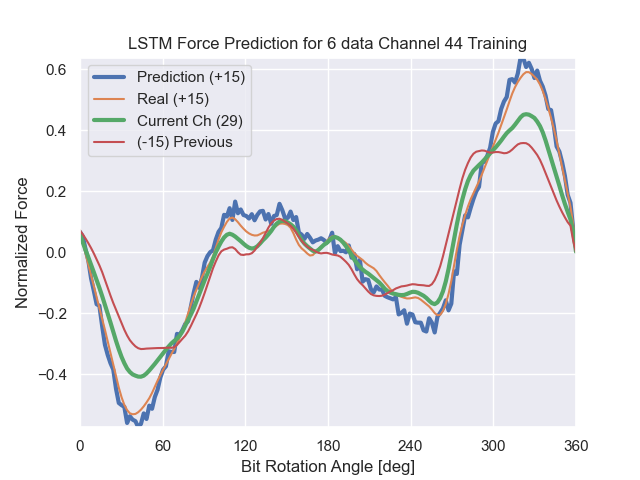 LSTM Force Prediction for 6 data Channel 44 Training
Prediction (+15)
Real (+15)
Current Ch (29)
(-15) Previous
Normalized Force
0.6
0.4
0.2
0.0
−0.2
−0.4
0
60
120
180
240
300
360
Bit Rotation Angle [deg]